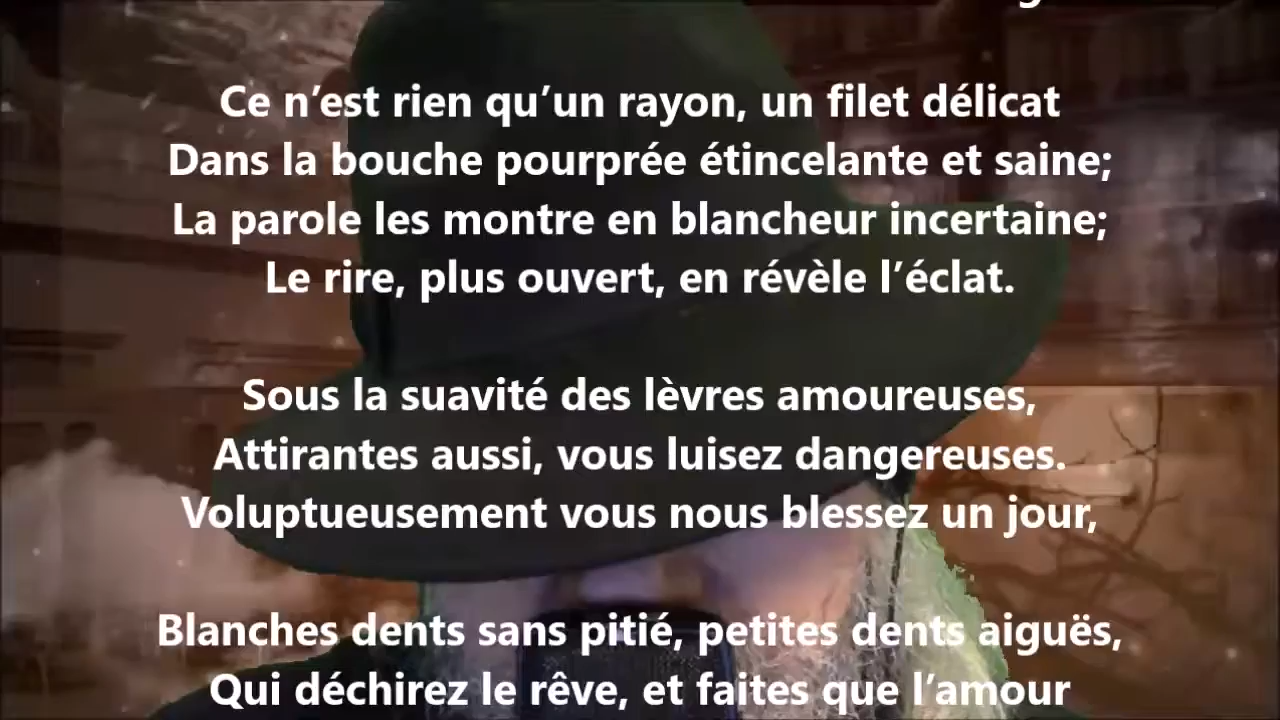 Ce n’est rien qu’un rayon, un filet délicat
Dans la bouche pourprée étincelante et saine;
La parole les montre en blancheur incertaine;
Le rire, plus ouvert, en révèle l’éclat.
Sous la suavité des lèvres amoureuses,
Attirantes aussi, vous luisez dangereuses.
Voluptueusement vous nous blessez un jour,
Blanches dents sans pitié, petites dents aiguës,
Qui déchirez le rêve, et faites que l’amour